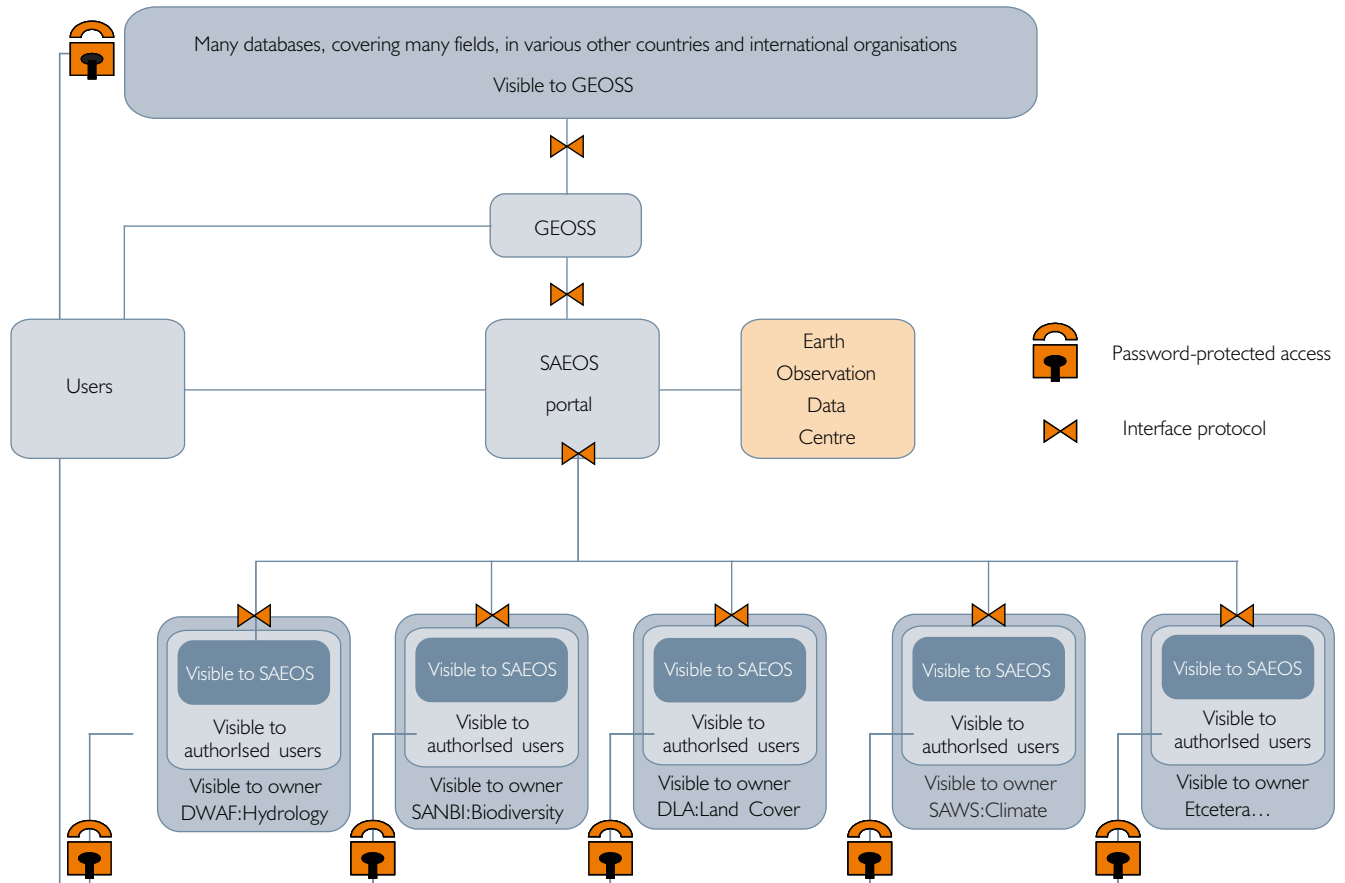 Many databases, covering many fields, in various other countries and international organisations
Visible to GEOSS
GEOSS
Users
SAEOS
portal
Earth
Observation
Data
Centre
Password-protected access
Interface protocol
Visible to SAEOS
Visible to
authorIsed users
Visible to owner
DWAF:Hydrology
Visible to SAEOS
Visible to
authorIsed users
Visible to owner
SANBI:Biodiversity
Visible to SAEOS
Visible to
authorIsed users
Visible to owner
DLA:Land Cover
Visible to SAEOS
Visible to
authorIsed users
Visible to owner
SAWS:Climate
Visible to SAEOS
Visible to
authorIsed users
Visible to owner
Etcetera…